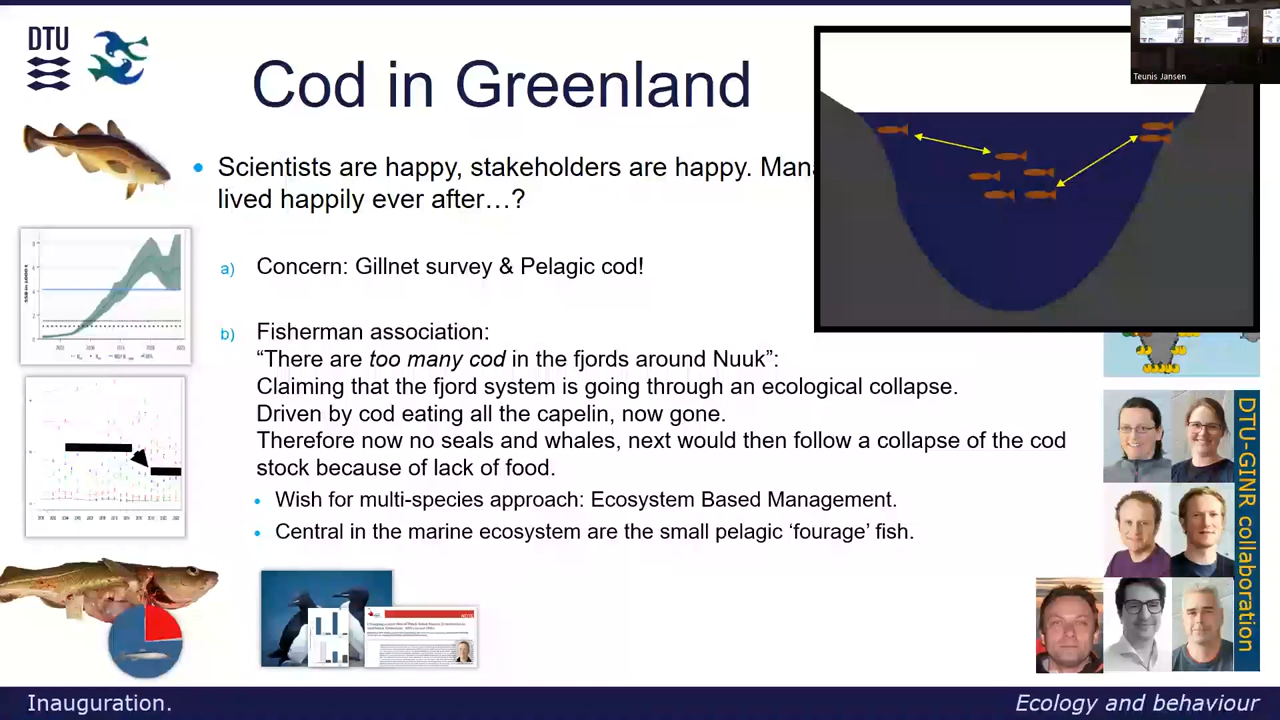 DTU
Teunis Jansen
Cod in Greenland
• Scientists are happy, stakeholders are happy. Man
lived happily ever after…?
a) Concern: Gillnet survey & Pelagic cod!
b) Fisherman association:
“There are too many cod in the fjords around Nuuk”:
Claiming that the fjord system is going through an ecological collapse.
Driven by cod eating all the capelin, now gone.
Therefore now no seals and whales, next would then follow a collapse of the cod
stock because of lack of food.
• Wish for multi-species approach: Ecosystem Based Management.
• Central in the marine ecosystem are the small pelagic ‘fourage’ fish.
DTU-GINR collaboration
Inauguration.
Ecology and behaviour